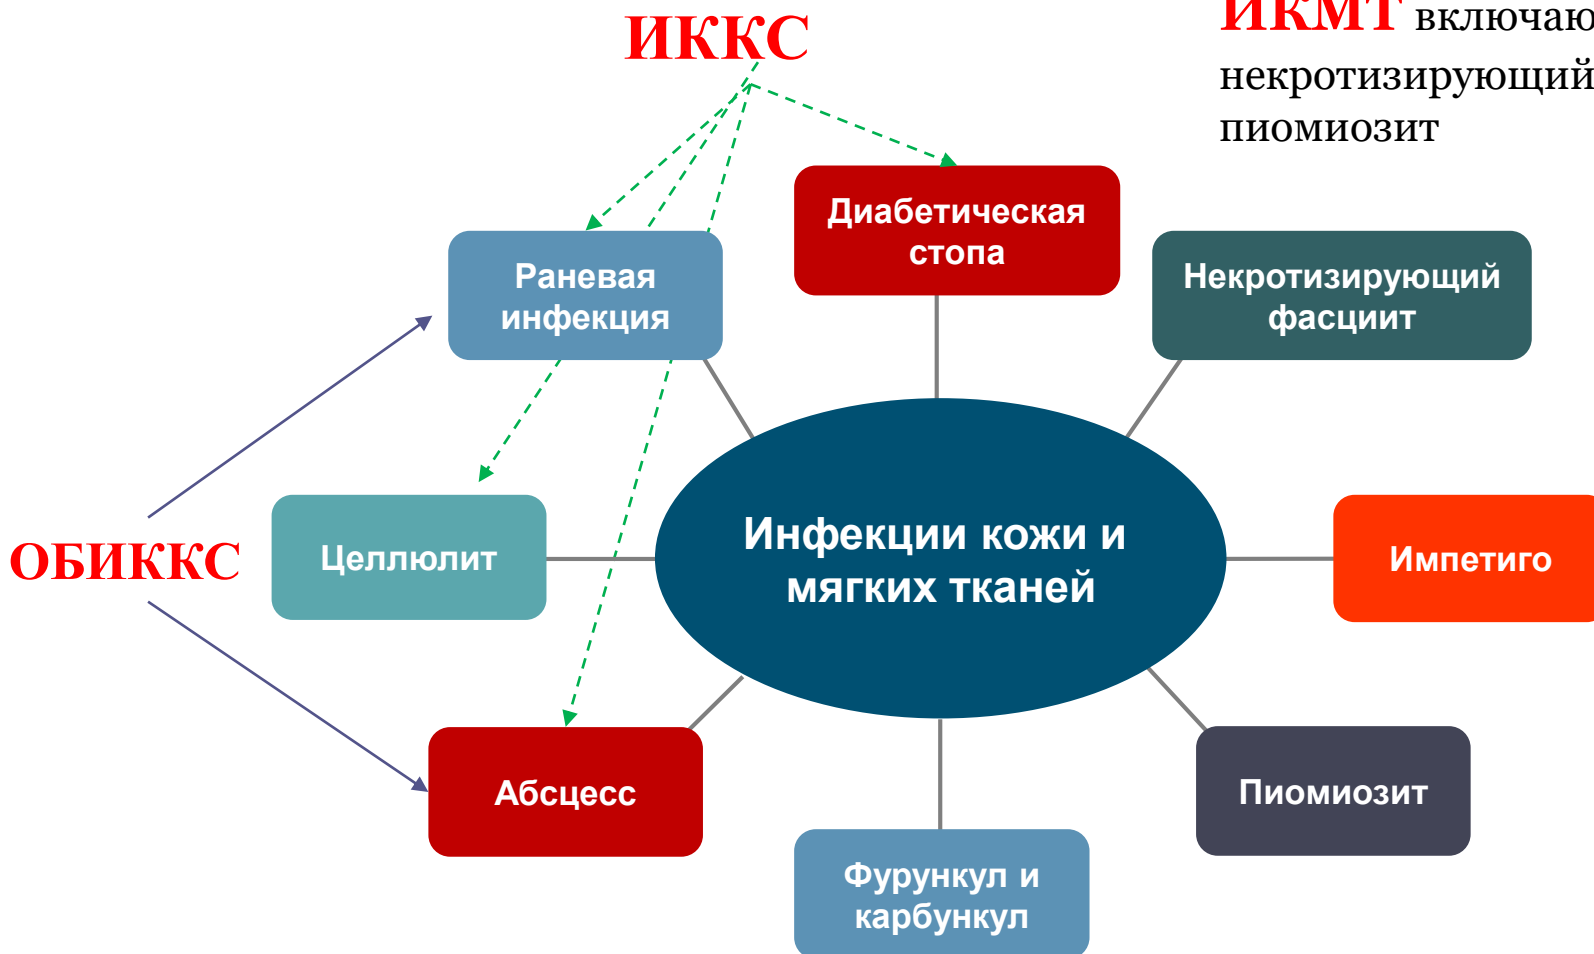 ИККС
ИКМТ включаю
некротизирующий
пиомиозит
Диабетическая
стопа
Раневая
инфекция
Некротизирующий
фасциит
ОБИККС
Целлюлит
Инфекции кожи и
мягких тканей
Импетиго
Абсцесс
Пиомиозит
Фурункул и
карбункул